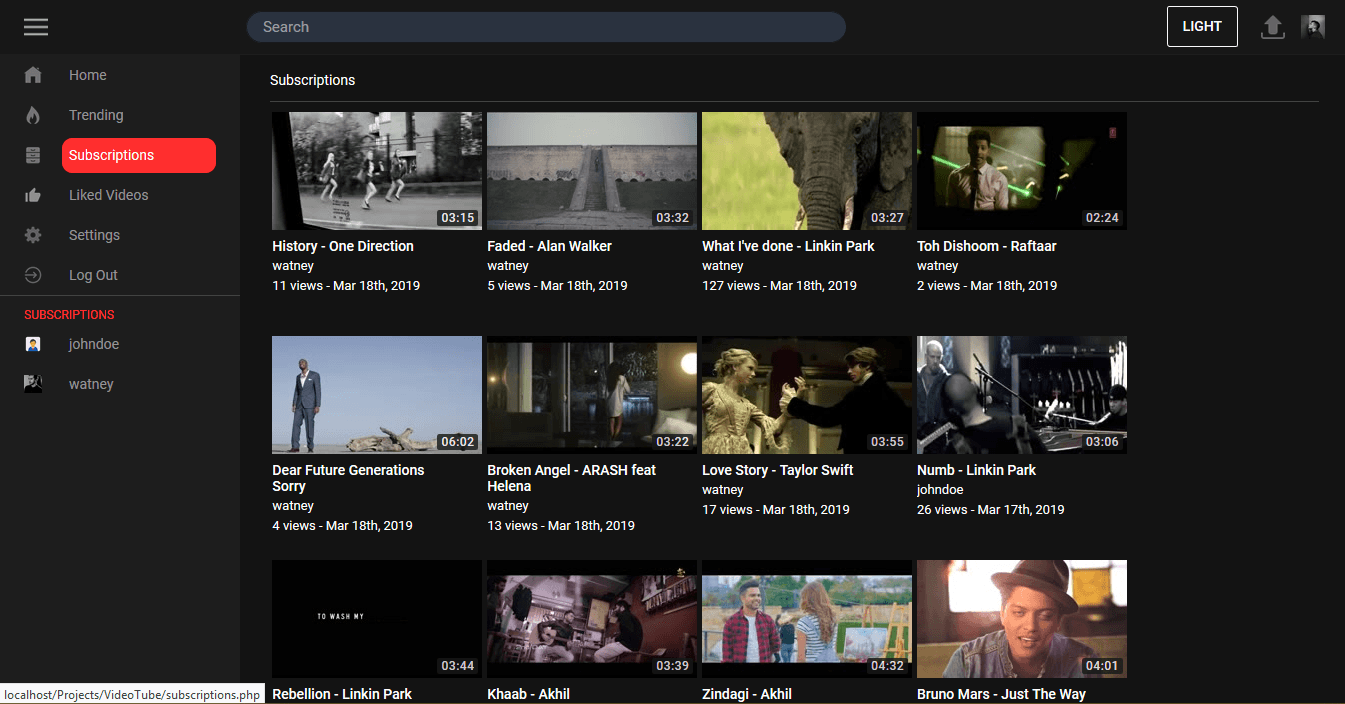 Search
LIGHT
Home
Trending
Subscriptions
Liked Videos
Settings
Log Out
SUBSCRIPTIONS
johndoe
watney
Subscriptions
03:15
03:32
03:27
02:24
History - One Direction
watney
11 views - Mar 18th, 2019
Faded - Alan Walker
watney
5 views - Mar 18th, 2019
What I've done - Linkin Park
watney
127 views - Mar 18th, 2019
Toh Dishoom - Raftaar
watney
2 views - Mar 18th, 2019
06:02
03:22
03:55
03:06
Dear Future Generations
Sorry
watney
4 views - Mar 18th, 2019
Broken Angel - ARASH feat
Helena
watney
13 views - Mar 18th, 2019
Love Story - Taylor Swift
watney
17 views - Mar 18th, 2019
Numb - Linkin Park
johndoe
26 views - Mar 17th, 2019
TO WASH MY
03:44
03:39
04:32
04:01
Rebellion - Linkin Park
Khaab - Akhil
Zindagi - Akhil
Bruno Mars - Just The Way
localhost/Projects/VideoTube/subscriptions.php